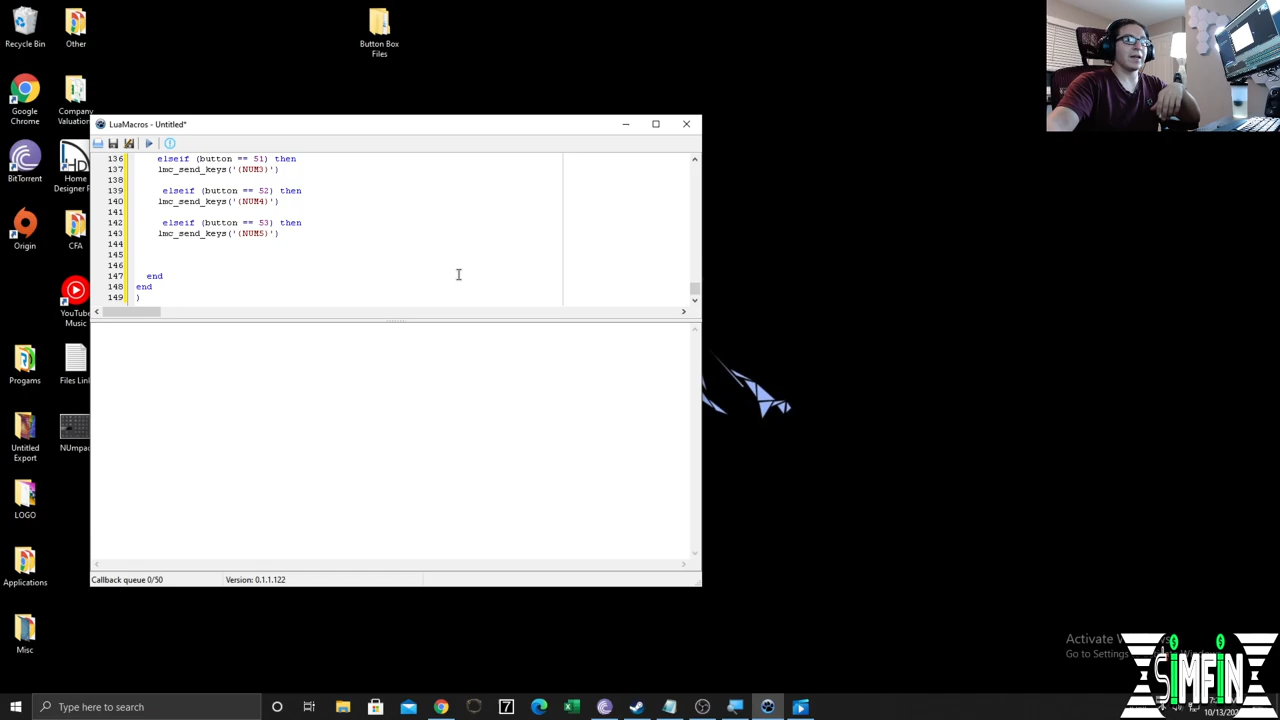 Recycle Bin
Other
Button Box
Files
Google
Chrome
Company
Valuation
BitTorrent
Home
Designer P
Origin
CFA
YouTube
Music
Progams
Files Link
Untitled
Export
NUmpad
LOGO
Applications
Misc
LuaMacros - Untitled*
136 elseif (button == 51) then
137 lmc_send_keys('(NUM3)')
138
139 elseif (button == 52) then
140 lmc_send_keys('(NUM4)')
141
142 elseif (button == 53) then
143 lmc_send_keys('(NUM5)')
144
145
146
147 end
148 end
149 )
Callback queue 0/50
Version: 0.1.1.122
Activate
Go to Settings
SIMFIN
Type here to search